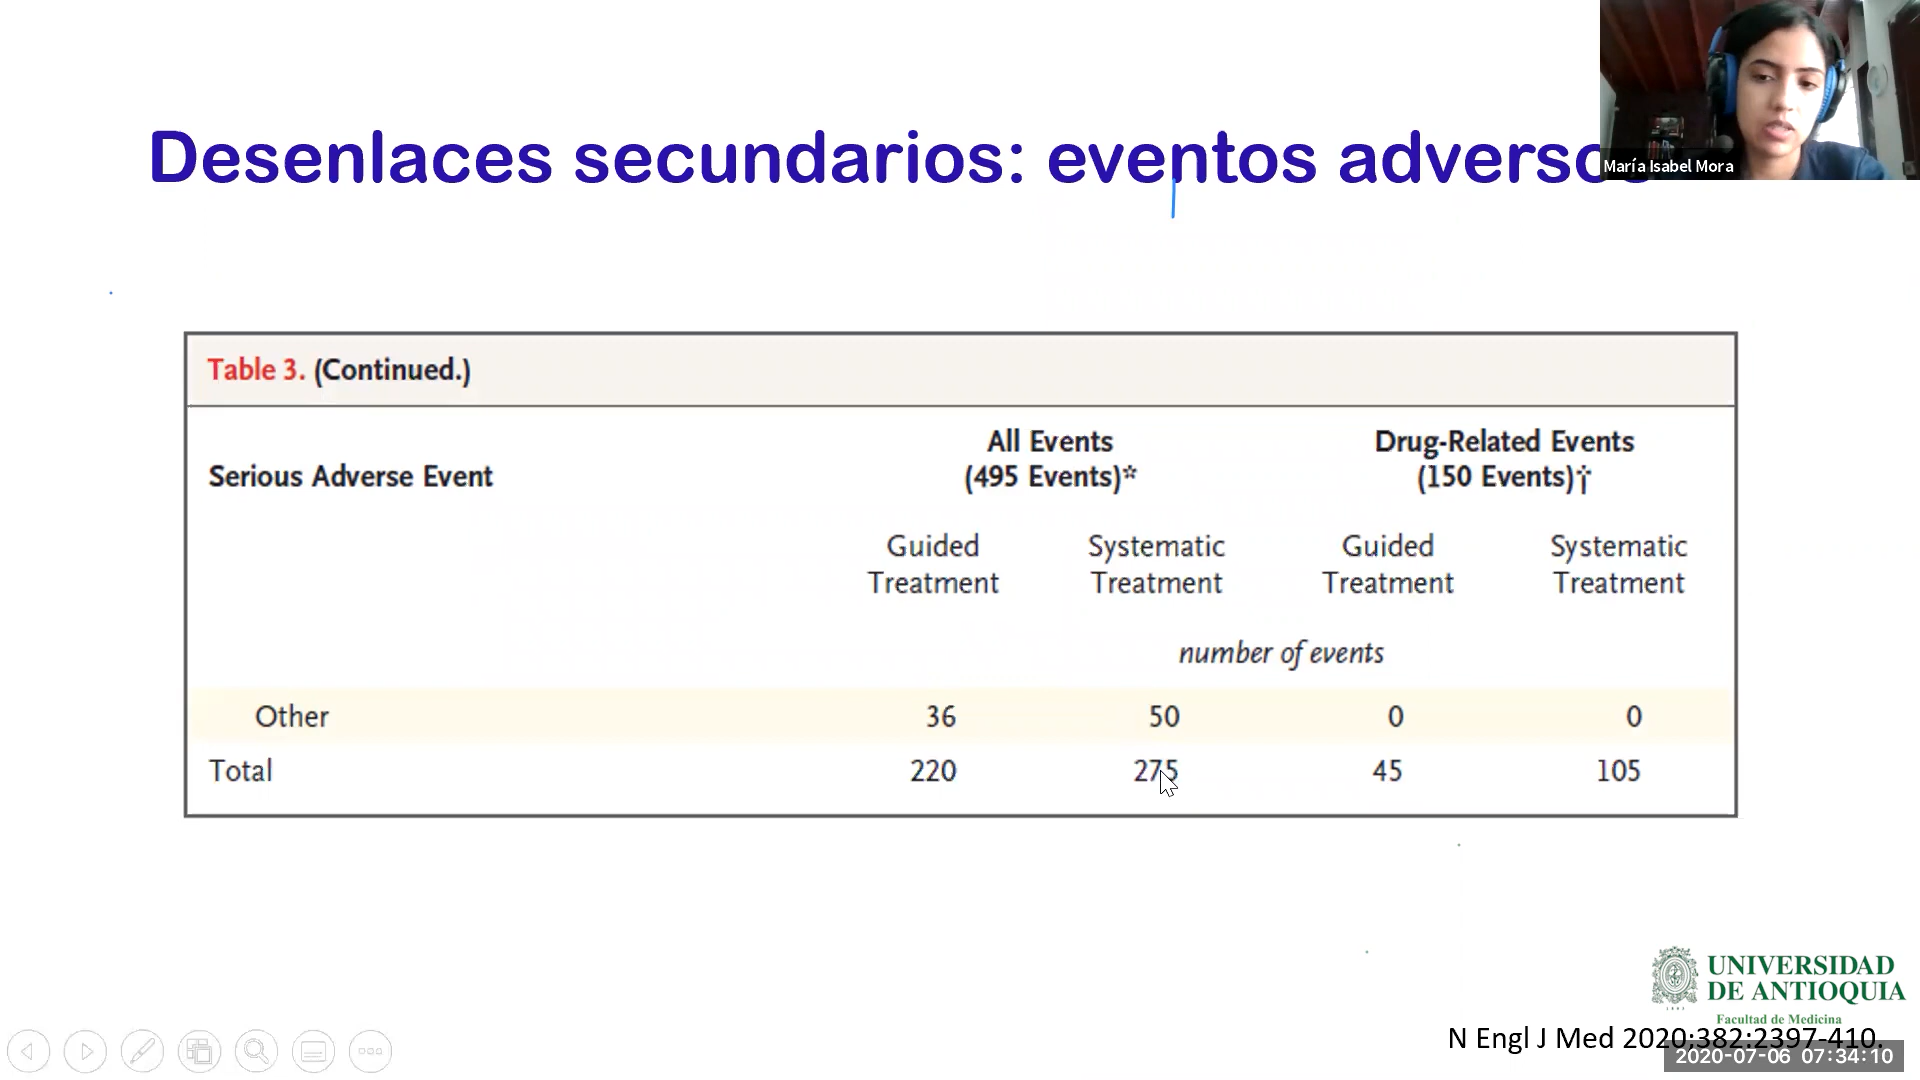 Desenlaces secundarios: eventos adversos
María Isabel Mora
Table 3. (Continued.)
Serious Adverse Event
All Events
(495 Events)*
Drug-Related Events
(150 Events)†
Guided
Treatment
Systematic
Treatment
Guided
Treatment
Systematic
Treatment
number of events
Other 36 50 0 0
Total 220 275 45 105
UNIVERSIDAD
DE ANTIOQUIA
1803
Facultad de Medicina
N Engl J Med 2020;382:2397-410.
2020-07-06 07:34:10